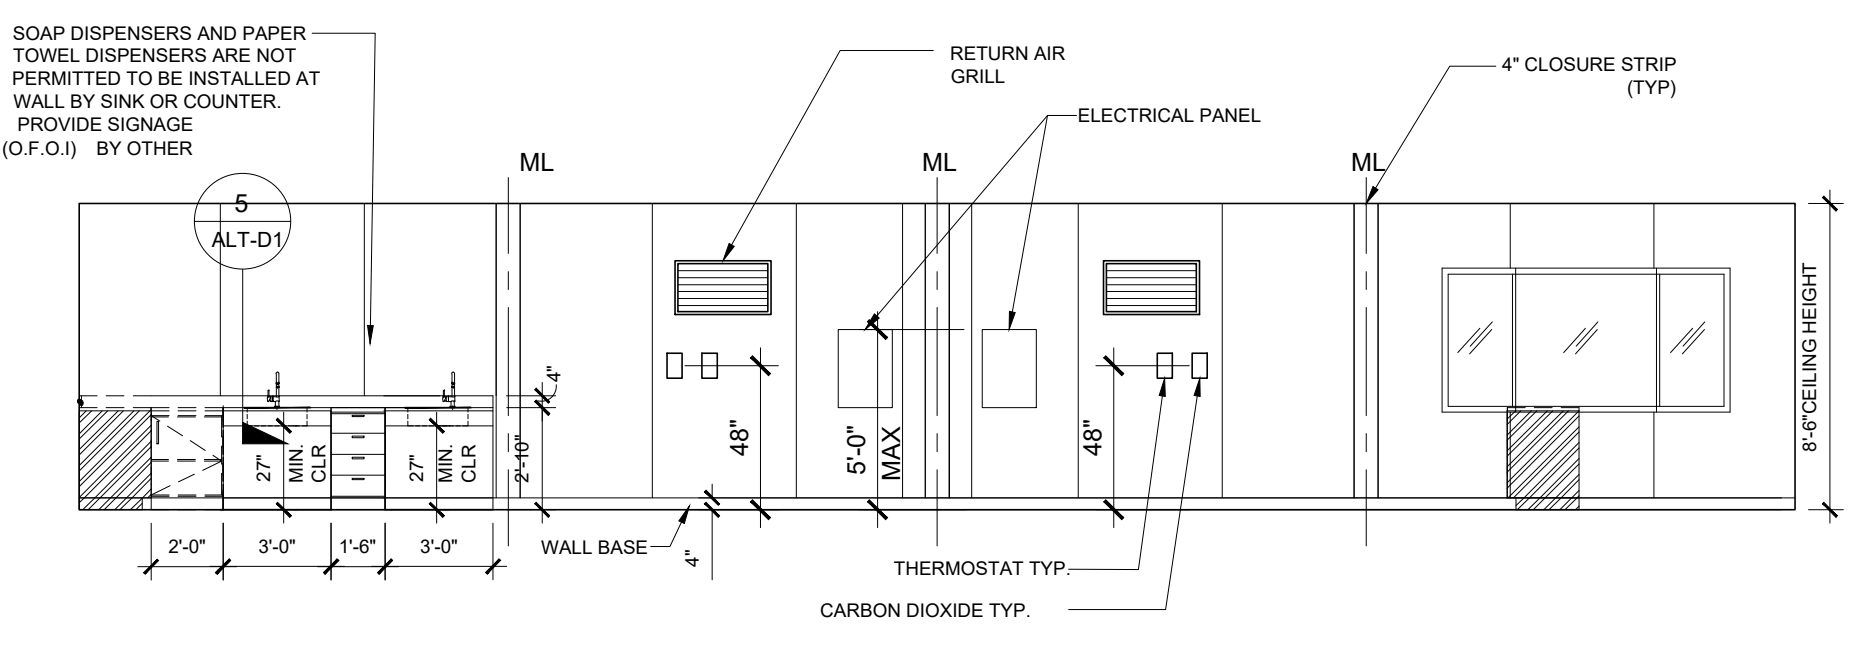 SOAP DISPENSERS AND PAPER
TOWEL DISPENSERS ARE NOT
PERMITTED TO BE INSTALLED AT
WALL BY SINK OR COUNTER.
PROVIDE SIGNAGE
(O.F.O.I) BY OTHER
RETURN AIR
GRILL
4" CLOSURE STRIP
(TYP)
ELECTRICAL PANEL
ML
ML
ML
5
ALT-D1
8'-6"CEILING HEIGHT
4"
27"
MIN.
CLR
27"
MIN.
CLR
2'-10"
48"
5'-0"
MAX
48"
2'-0"
3'-0"
1'-6"
3'-0"
WALL BASE
4"
THERMOSTAT TYP.
CARBON DIOXIDE TYP.